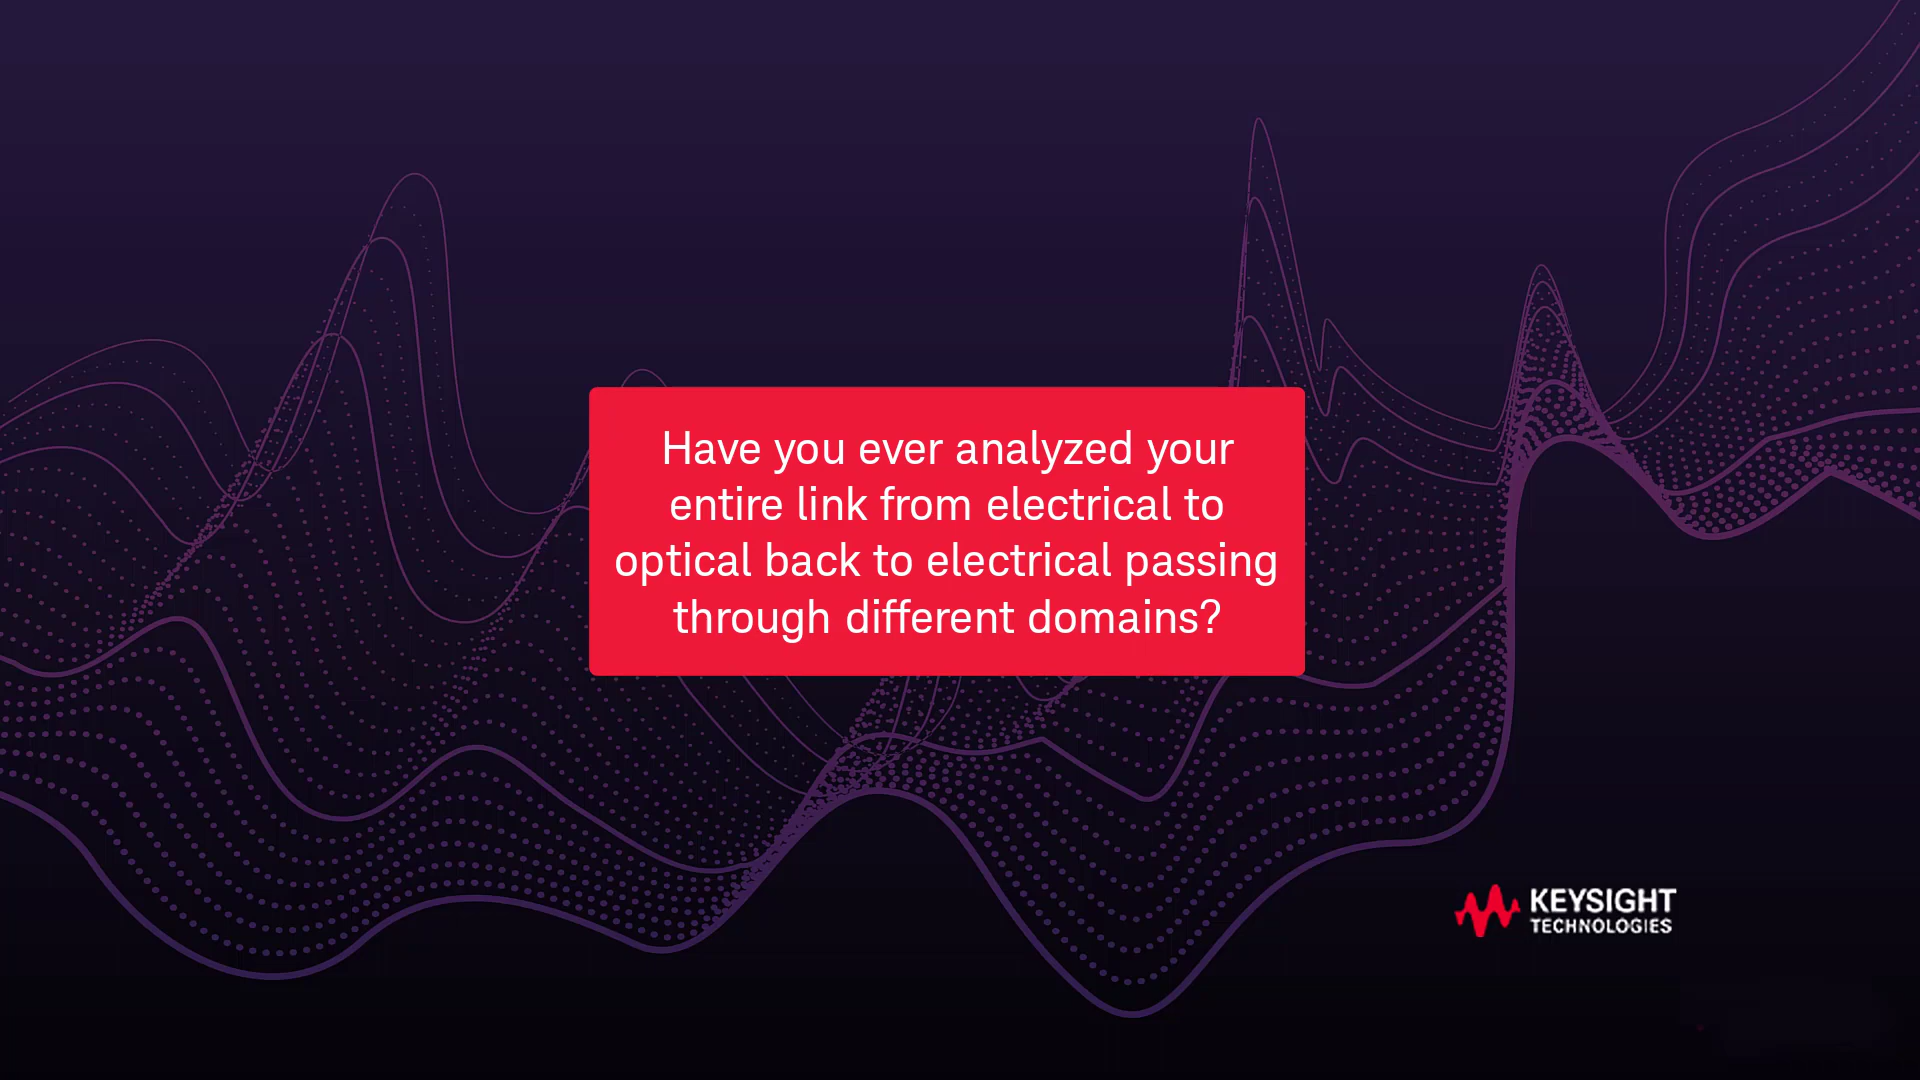 Have you ever analyzed your
entire link from electrical to
optical back to electrical passing
through different domains?
KEYSIGHT
TECHNOLOGIES